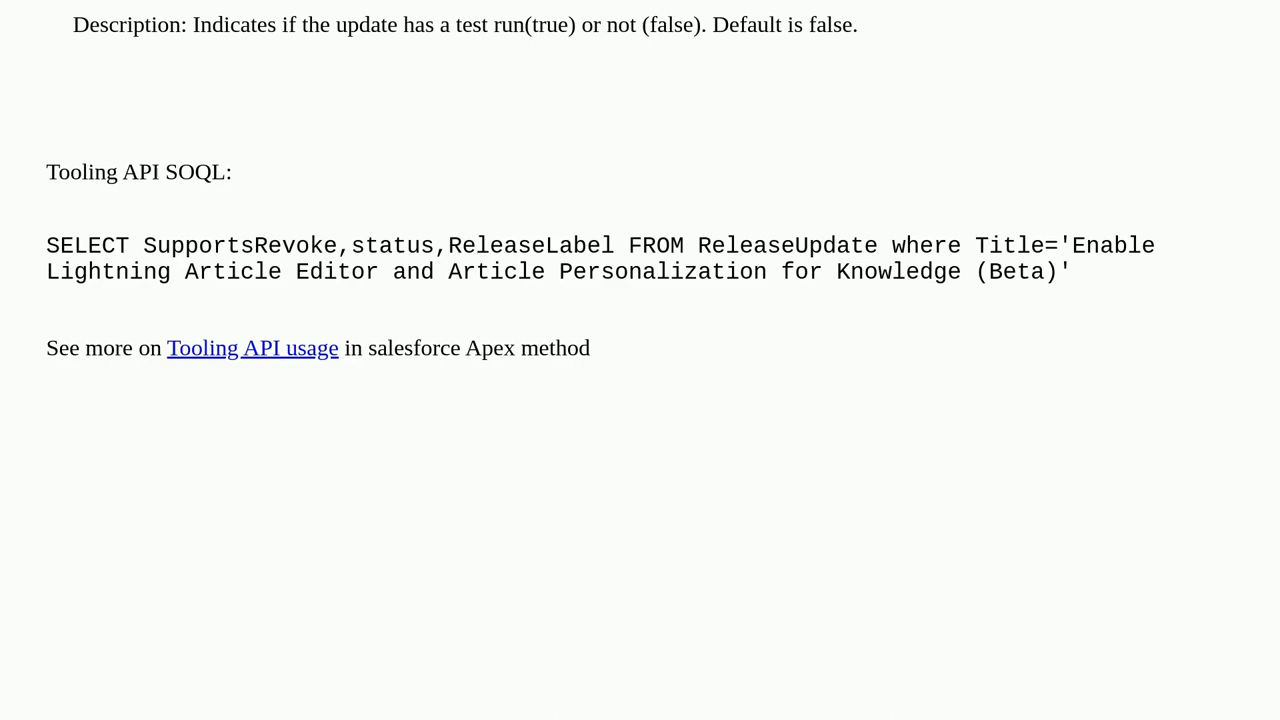 Description: Indicates if the update has a test run(true) or not (false). Default is false.
Tooling API SOQL:
SELECT SupportsRevoke,status,ReleaseLabel FROM ReleaseUpdate where Title='Enable
Lightning Article Editor and Article Personalization for Knowledge (Beta)'
See more on Tooling API usage in salesforce Apex method